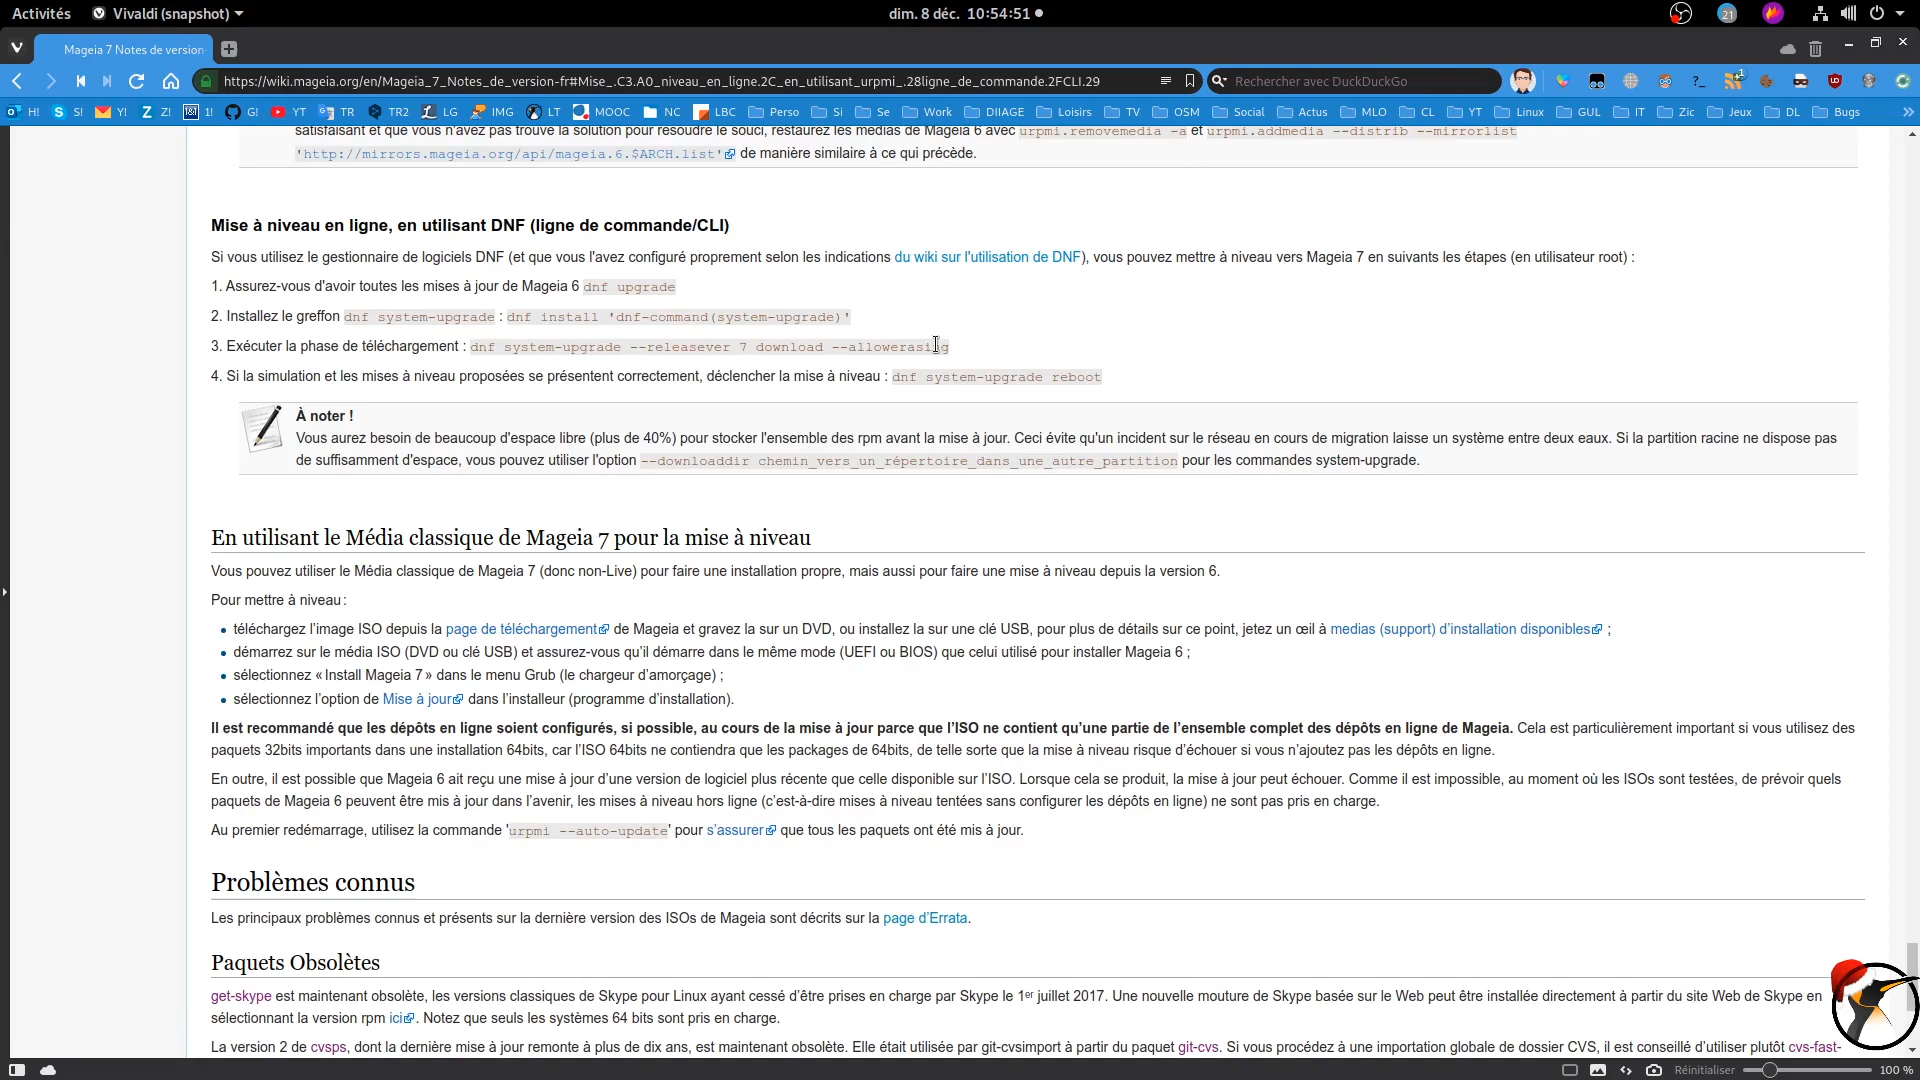 Activités Vivaldi (snapshot) dim. 8 déc. 10:54:51 21
Mageia 7 Notes de version-
https://wiki.mageia.org/en/Mageia_7_Notes_de_version-fr#Mise_.C3.A0_niveau_en_ligne.2C_en_utilisant_urpmi_.28ligne_de_commande.2FCLI.29 Rechercher avec DuckDuckGo
H! S! Y! Z! 1! G! YT TR TR2 LG IMG LT MOOC NC LBC Perso Si Se Work DIIAGE Loisirs TV OSM Social Actus MLO CL YT Linux GUL IT Zic Jeux DL Bugs
satisfaisant et que vous n'avez pas trouvé la solution pour résoudre le souci, restaurez les médias de Mageia 6 avec urpmi.removemedia -a et urpmi.addmedia --distrib --mirrorlist
'http://mirrors.mageia.org/api/mageia.6.$ARCH.list' de manière similaire à ce qui précède.
Mise à niveau en ligne, en utilisant DNF (ligne de commande/CLI)
Si vous utilisez le gestionnaire de logiciels DNF (et que vous l'avez configuré proprement selon les indications du wiki sur l'utilisation de DNF), vous pouvez mettre à niveau vers Mageia 7 en suivants les étapes (en utilisateur root) :
1. Assurez-vous d'avoir toutes les mises à jour de Mageia 6 dnf upgrade
2. Installez le greffon dnf system-upgrade : dnf install 'dnf-command(system-upgrade)'
3. Exécuter la phase de téléchargement : dnf system-upgrade --releasever 7 download --allowerasing
4. Si la simulation et les mises à niveau proposées se présentent correctement, déclencher la mise à niveau : dnf system-upgrade reboot
À noter !
Vous aurez besoin de beaucoup d'espace libre (plus de 40%) pour stocker l'ensemble des rpm avant la mise à jour. Ceci évite qu'un incident sur le réseau en cours de migration laisse un système entre deux eaux. Si la partition racine ne dispose pas
de suffisamment d'espace, vous pouvez utiliser l'option --downloaddir chemin_vers_un_répertoire_dans_une_autre_partition pour les commandes system-upgrade.
En utilisant le Média classique de Mageia 7 pour la mise à niveau
Vous pouvez utiliser le Média classique de Mageia 7 (donc non-Live) pour faire une installation propre, mais aussi pour faire une mise à niveau depuis la version 6.
Pour mettre à niveau :
téléchargez l’image ISO depuis la page de téléchargement de Mageia et gravez la sur un DVD, ou installez la sur une clé USB, pour plus de détails sur ce point, jetez un œil à medias (support) d’installation disponibles ;
démarrez sur le média ISO (DVD ou clé USB) et assurez-vous qu’il démarre dans le même mode (UEFI ou BIOS) que celui utilisé pour installer Mageia 6 ;
sélectionnez « Install Mageia 7 » dans le menu Grub (le chargeur d’amorçage) ;
sélectionnez l’option de Mise à jour dans l’installeur (programme d’installation).
Il est recommandé que les dépôts en ligne soient configurés, si possible, au cours de la mise à jour parce que l’ISO ne contient qu’une partie de l’ensemble complet des dépôts en ligne de Mageia. Cela est particulièrement important si vous utilisez des
paquets 32bits importants dans une installation 64bits, car l’ISO 64bits ne contiendra que les packages de 64bits, de telle sorte que la mise à niveau risque d’échouer si vous n’ajoutez pas les dépôts en ligne.
En outre, il est possible que Mageia 6 ait reçu une mise à jour d’une version de logiciel plus récente que celle disponible sur l’ISO. Lorsque cela se produit, la mise à jour peut échouer. Comme il est impossible, au moment où les ISOs sont testées, de prévoir quels
paquets de Mageia 6 peuvent être mis à jour dans l’avenir, les mises à niveau hors ligne (c’est-à-dire mises à niveau tentées sans configurer les dépôts en ligne) ne sont pas pris en charge.
Au premier redémarrage, utilisez la commande 'urpmi --auto-update' pour s’assurer que tous les paquets ont été mis à jour.
Problèmes connus
Les principaux problèmes connus et présents sur la dernière version des ISOs de Mageia sont décrits sur la page d’Errata.
Paquets Obsolètes
get-skype est maintenant obsolète, les versions classiques de Skype pour Linux ayant cessé d’être prises en charge par Skype le 1er juillet 2017. Une nouvelle mouture de Skype basée sur le Web peut être installée directement à partir du site Web de Skype en
sélectionnant la version rpm ici. Notez que seuls les systèmes 64 bits sont pris en charge.
La version 2 de cvsps, dont la dernière mise à jour remonte à plus de dix ans, est maintenant obsolète. Elle était utilisée par git-cvsimport à partir du paquet git-cvs. Si vous procédez à une importation globale de dossier CVS, il est conseillé d’utiliser plutôt cvs-fast-
Réinitialiser 100 %